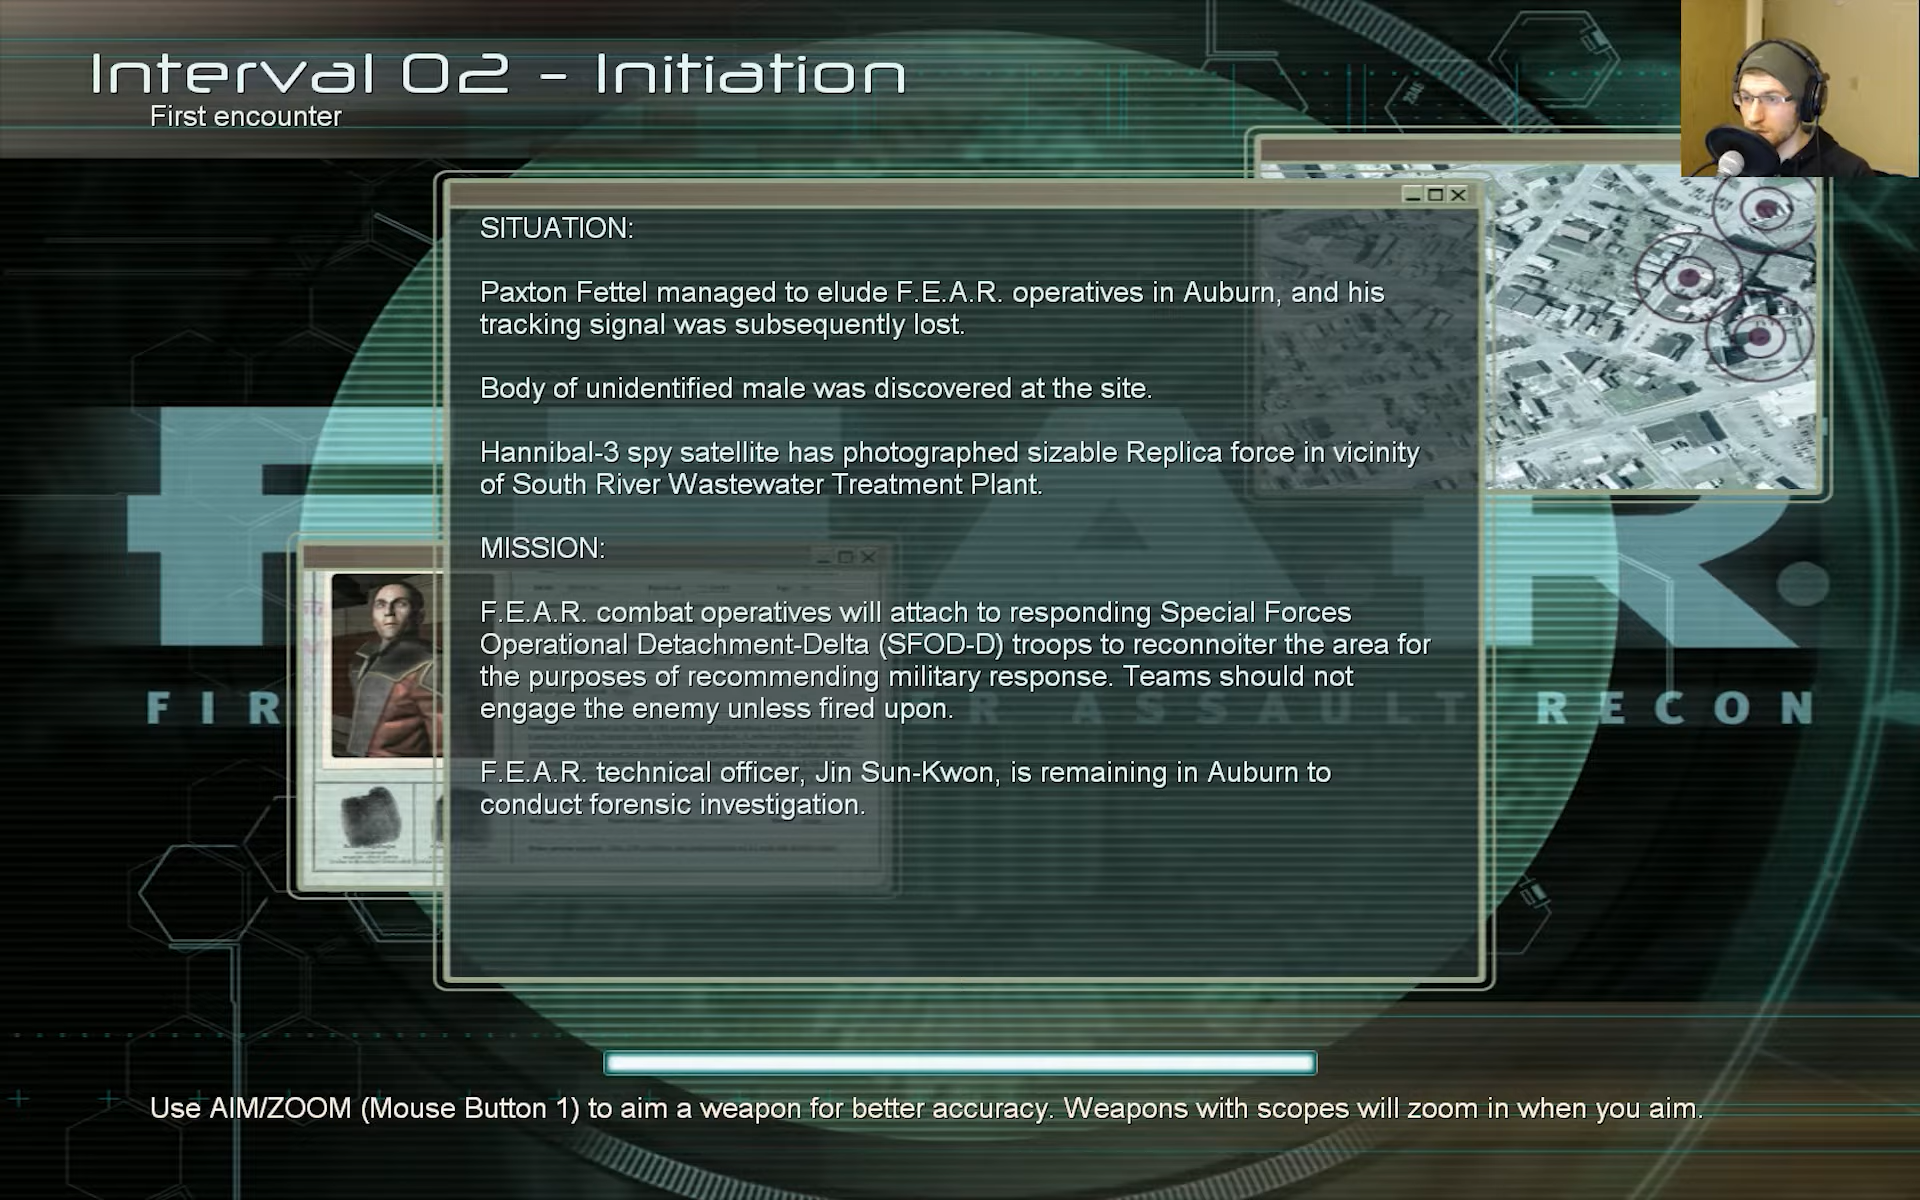 Interval 02 - Initiation
First encounter
SITUATION:
Paxton Fettel managed to elude F.E.A.R. operatives in Auburn, and his
tracking signal was subsequently lost.
Body of unidentified male was discovered at the site.
Hannibal-3 spy satellite has photographed sizable Replica force in vicinity
of South River Wastewater Treatment Plant.
MISSION:
F.E.A.R. combat operatives will attach to responding Special Forces
Operational Detachment-Delta (SFOD-D) troops to reconnoiter the area for
the purposes of recommending military response. Teams should not
engage the enemy unless fired upon.
F.E.A.R. technical officer, Jin Sun-Kwon, is remaining in Auburn to
conduct forensic investigation.
F.E.A.R.
ASSAULT RECON
Use AIM/ZOOM (Mouse Button 1) to aim a weapon for better accuracy. Weapons with scopes will zoom in when you aim.